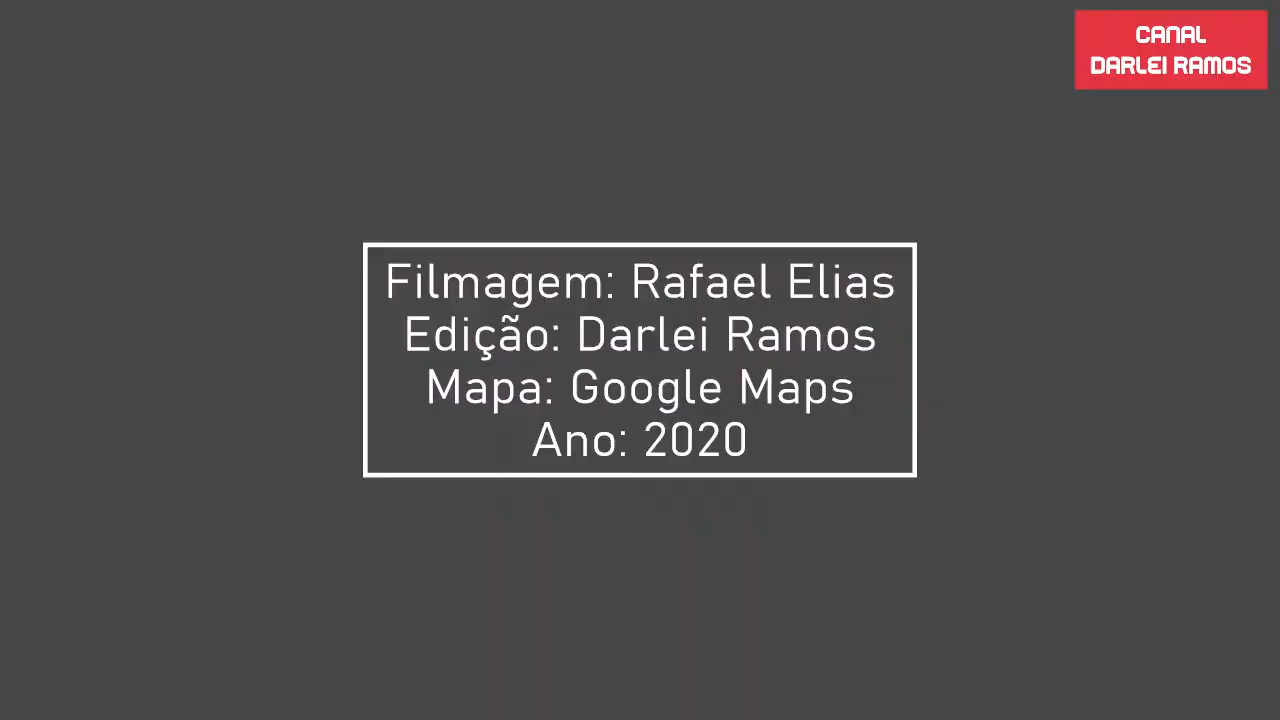 CANAL
DARLEI RAMOS
Filmagem: Rafael Elias
Edição: Darlei Ramos
Mapa: Google Maps
Ano: 2020